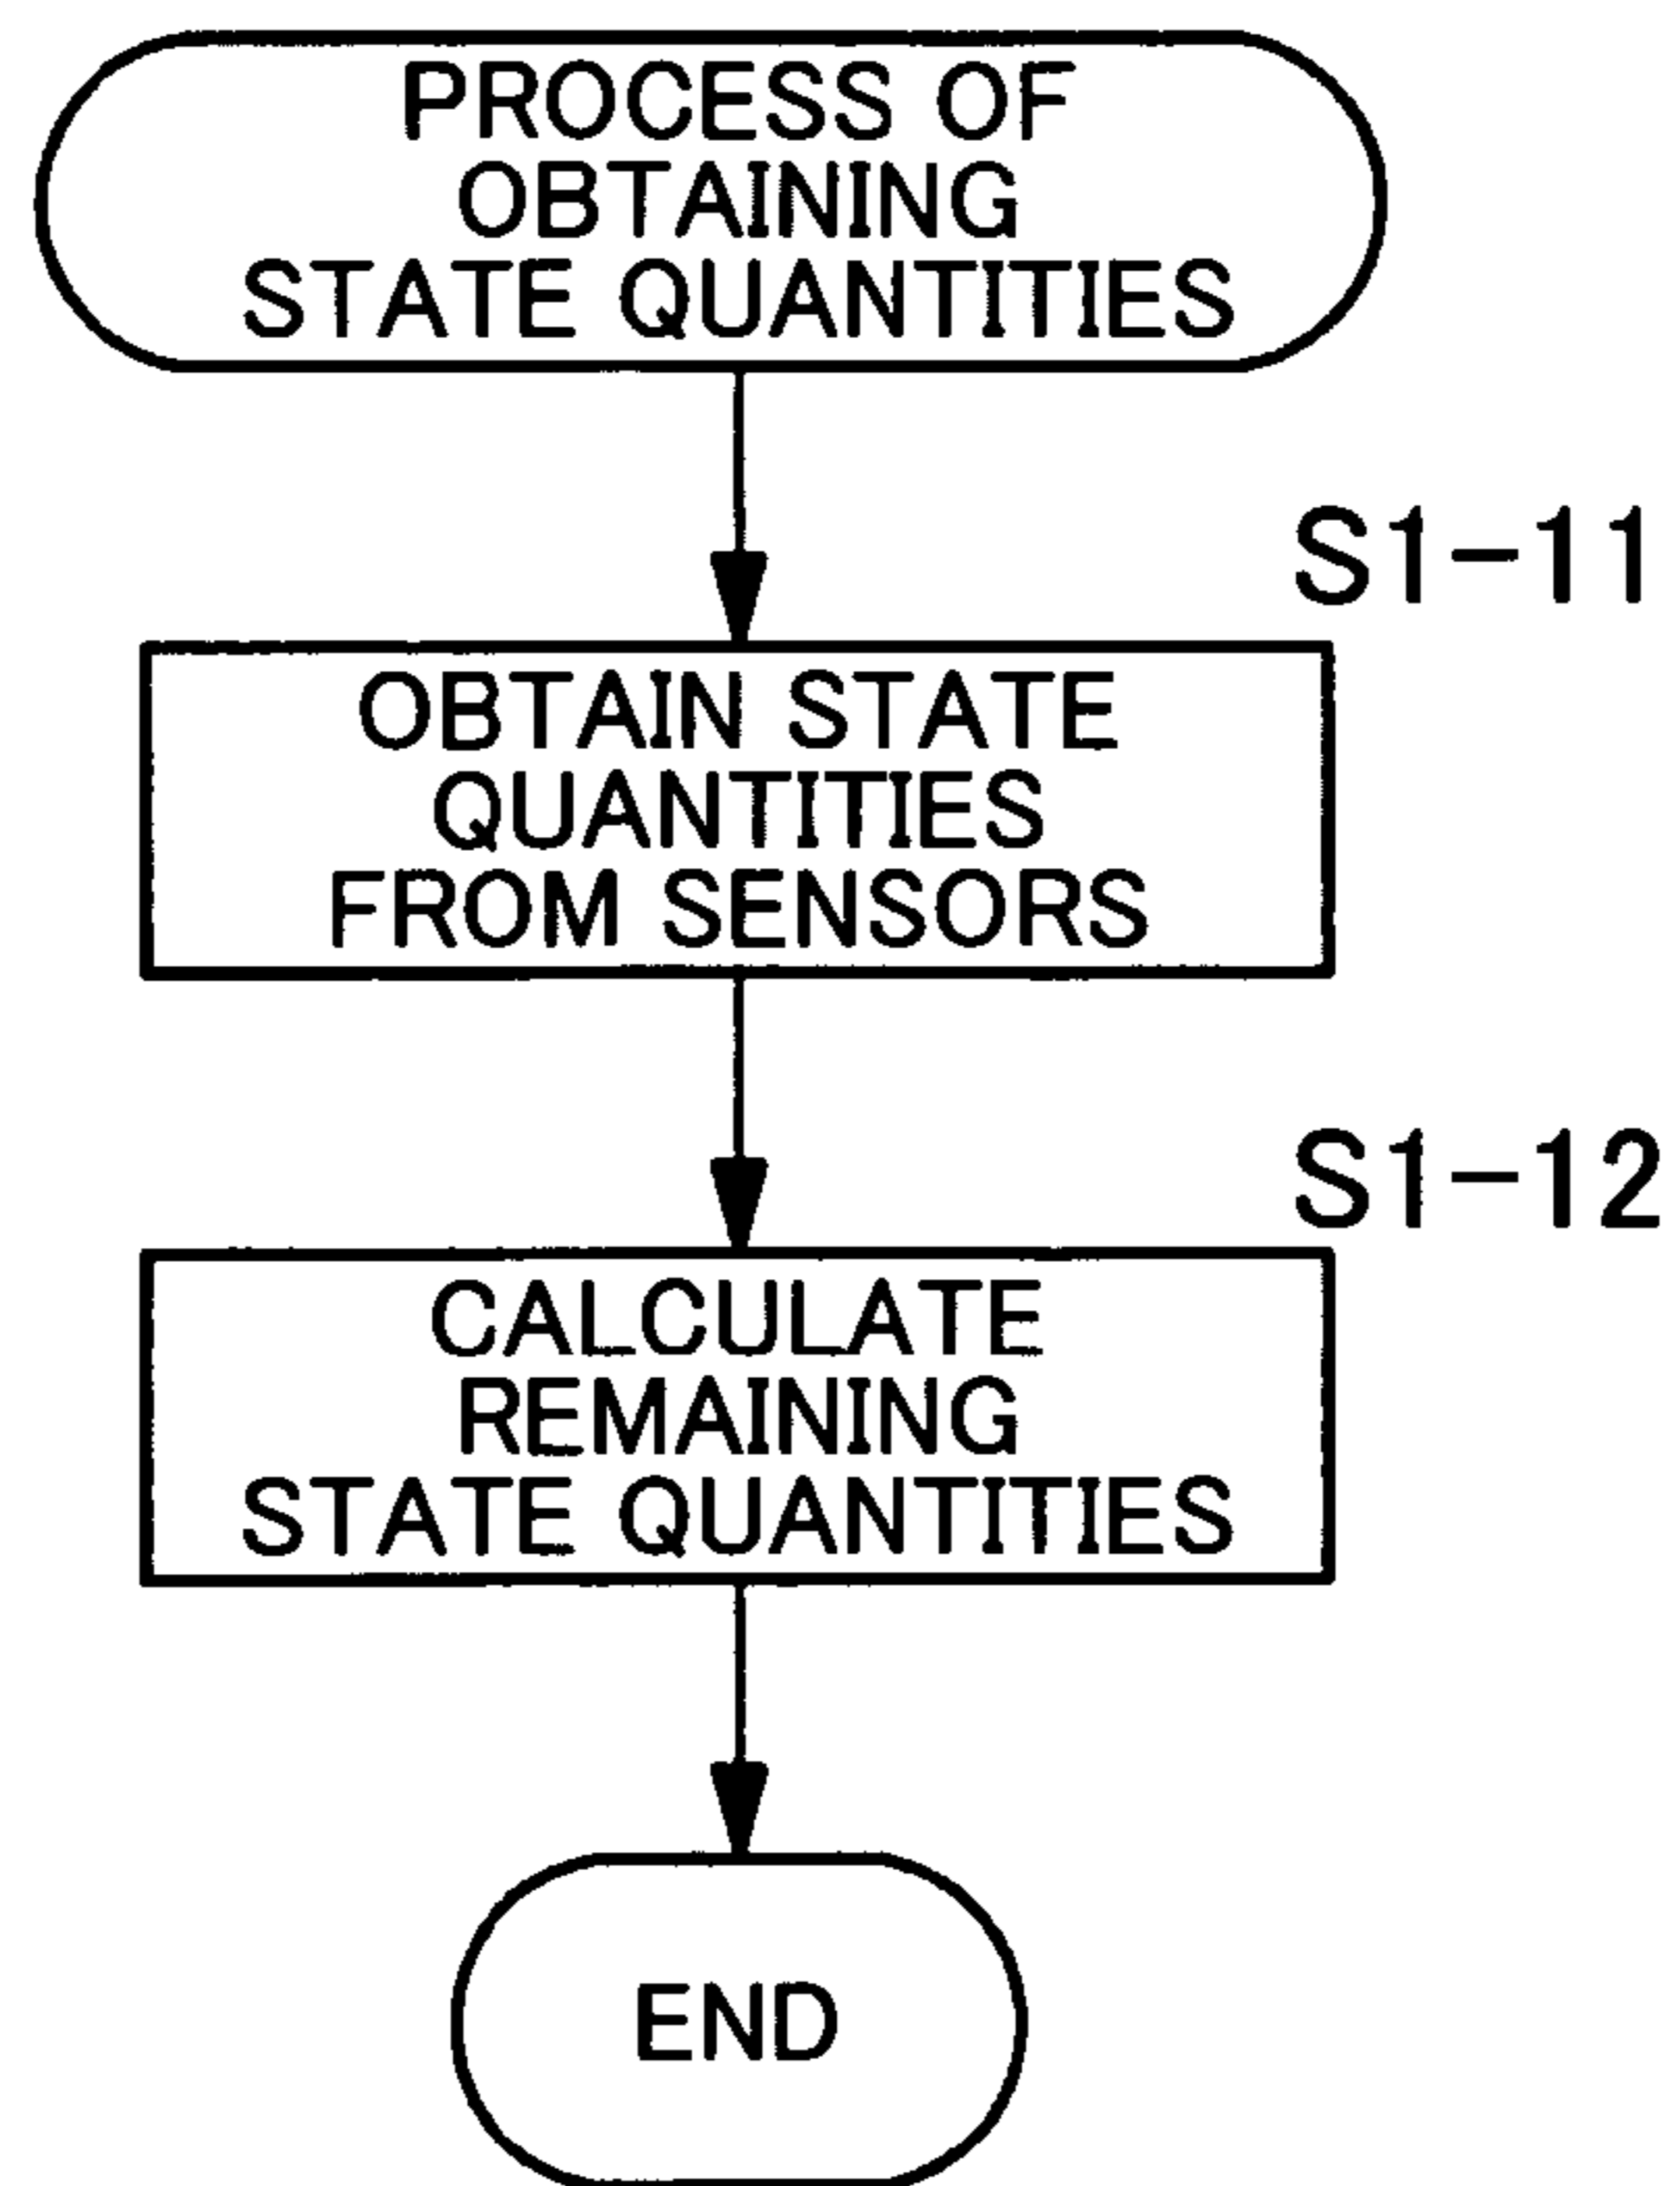 PROCESS OF
OBTAINING
STATE QUANTITIES
S1-11
OBTAIN STATE
QUANTITIES
FROM SENSORS
S1-12
CALCULATE
REMAINING
STATE QUANTITIES
END